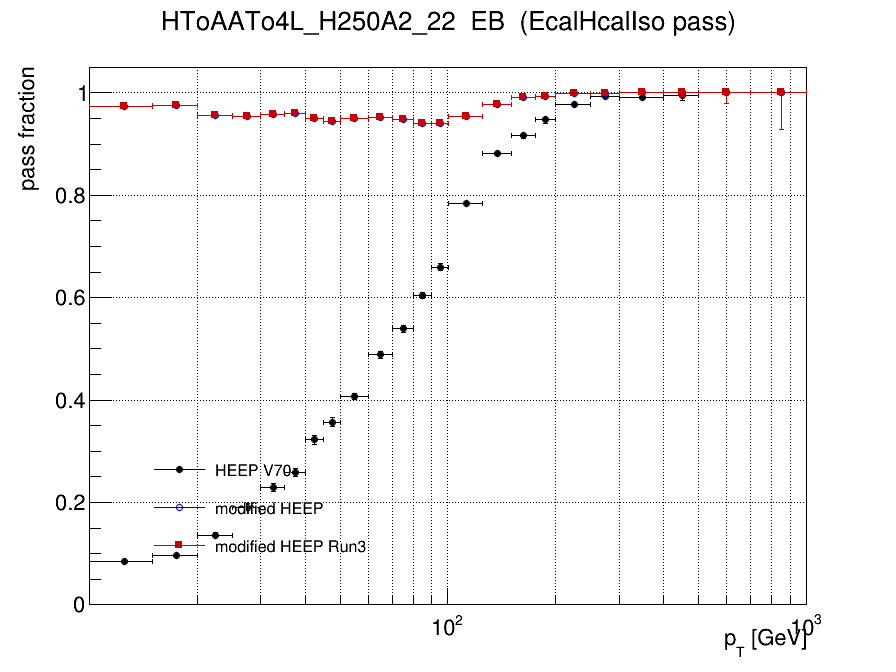 HToAATo4L_H250A2_22 EB (EcalHcalIso pass)
pass fraction
1
0.8
0.6
0.4
0.2
0
HEEP V70
modified HEEP
modified HEEP Run3
10²
10³
p_T [GeV]